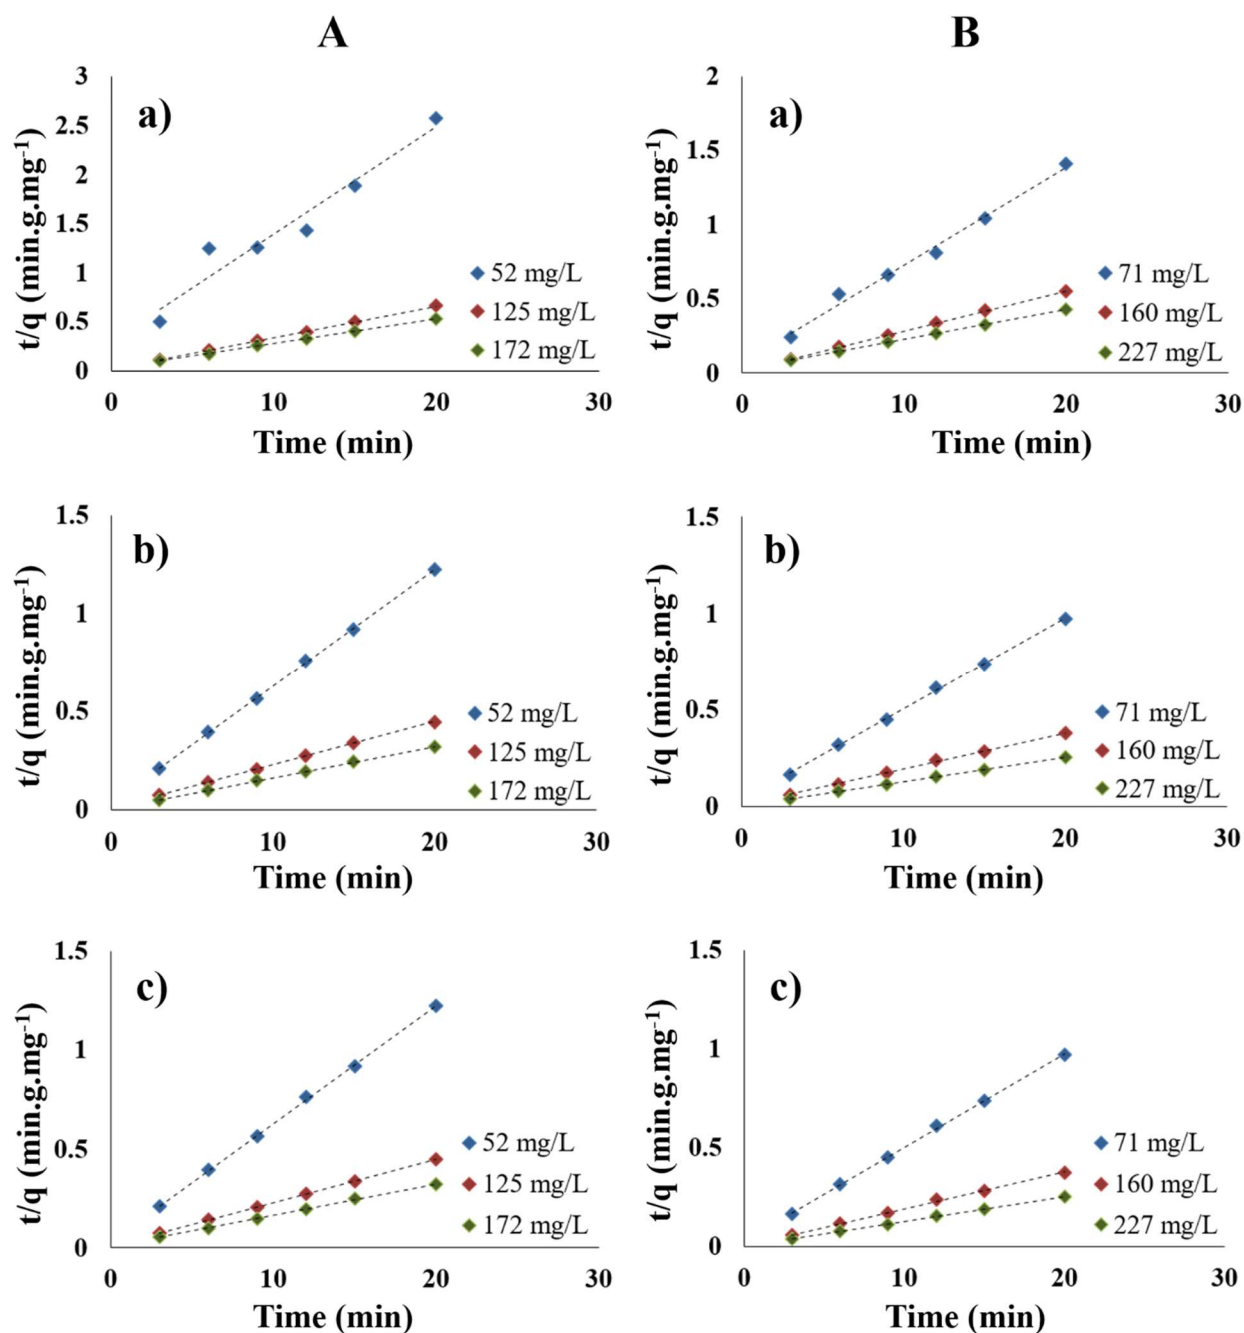 A
a)
t/q (min.g.mg-1)
3
2.5
2
1.5
1
0.5
0
0
10
20
30
Time (min)
52 mg/L
125 mg/L
172 mg/L
B
a)
t/q (min.g.mg-1)
2
1.5
1
0.5
0
0
10
20
30
Time (min)
71 mg/L
160 mg/L
227 mg/L
b)
t/q (min.g.mg-1)
1.5
1
0.5
0
0
10
20
30
Time (min)
52 mg/L
125 mg/L
172 mg/L
b)
t/q (min.g.mg-1)
1.5
1
0.5
0
0
10
20
30
Time (min)
71 mg/L
160 mg/L
227 mg/L
c)
t/q (min.g.mg-1)
1.5
1
0.5
0
0
10
20
30
Time (min)
52 mg/L
125 mg/L
172 mg/L
c)
t/q (min.g.mg-1)
1.5
1
0.5
0
0
10
20
30
Time (min)
71 mg/L
160 mg/L
227 mg/L